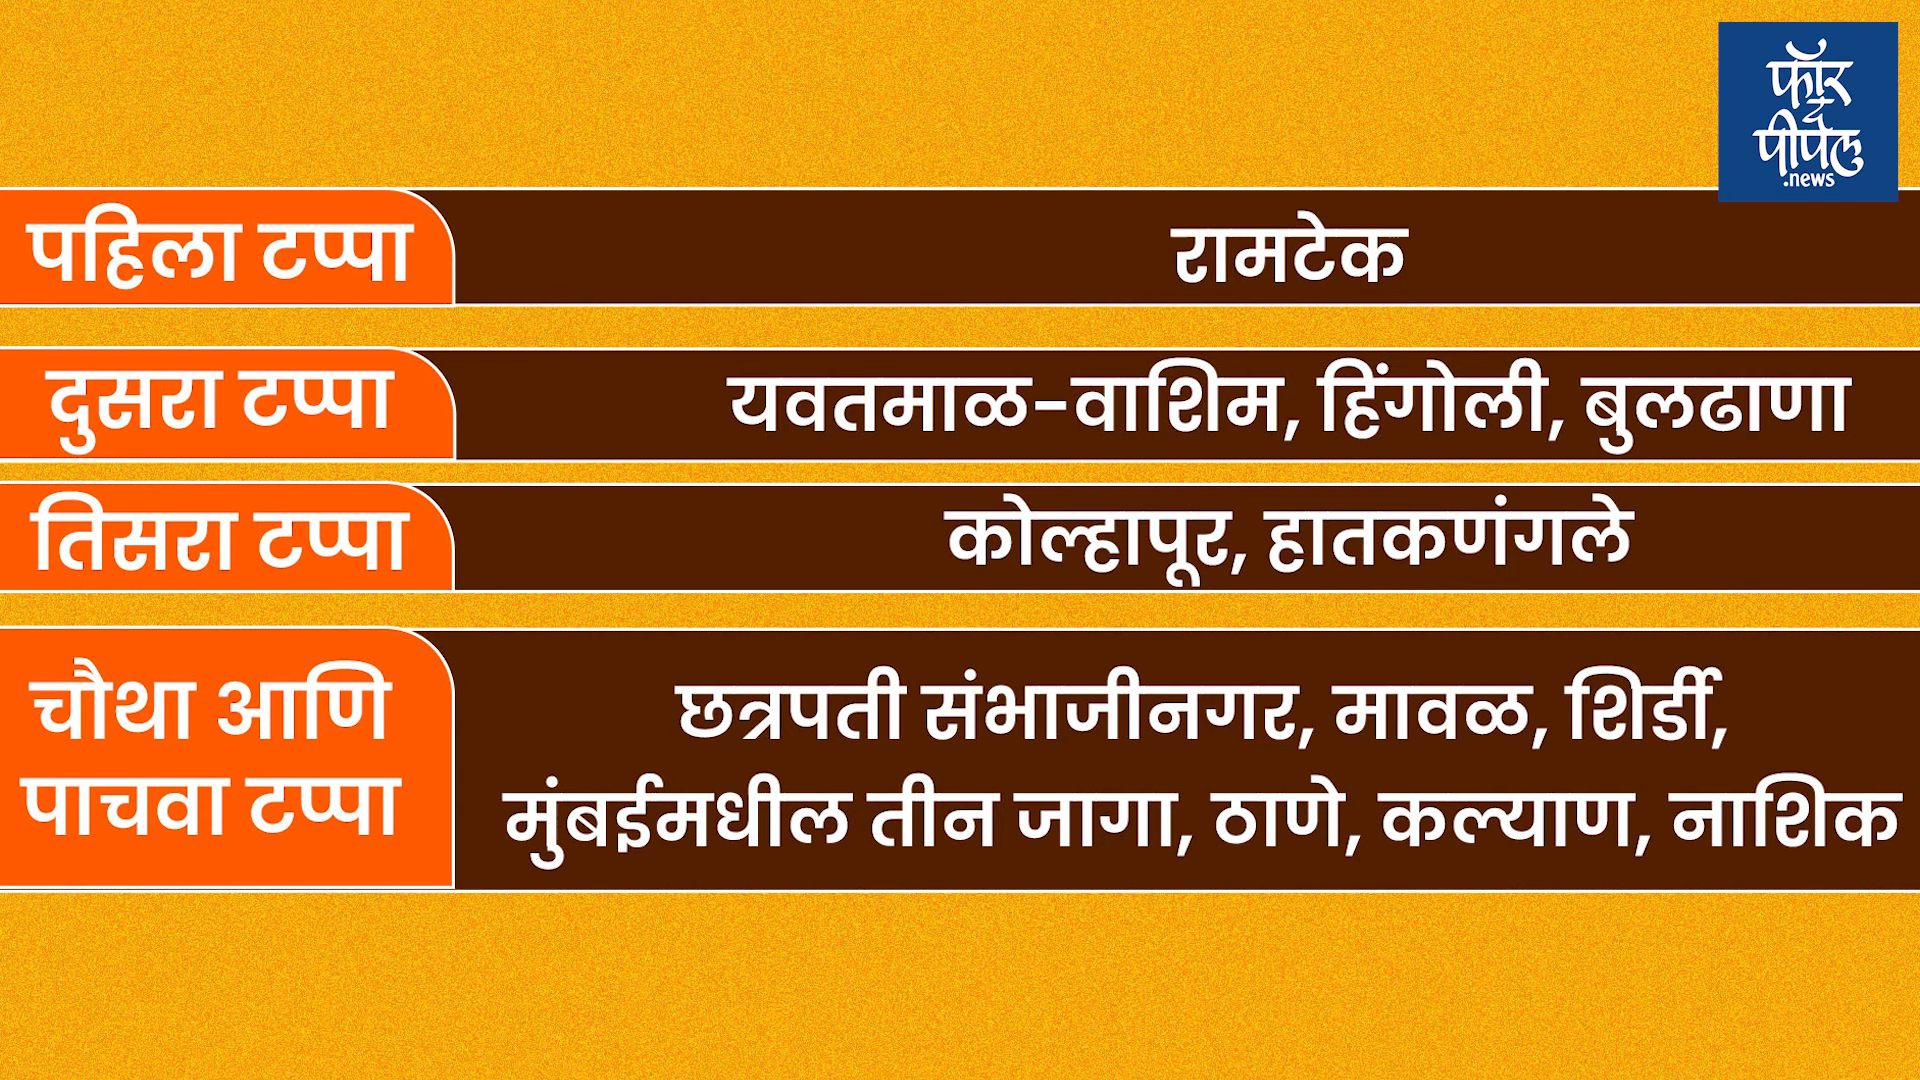 फॉर
द
पीपल
.news
पहिला टप्पा
रामटेक
दुसरा टप्पा
यवतमाळ-वाशिम, हिंगोली, बुलढाणा
तिसरा टप्पा
कोल्हापूर, हातकणंगले
चौथा आणि
पाचवा टप्पा
छत्रपती संभाजीनगर, मावळ, शिर्डी,
मुंबईमधील तीन जागा, ठाणे, कल्याण, नाशिक